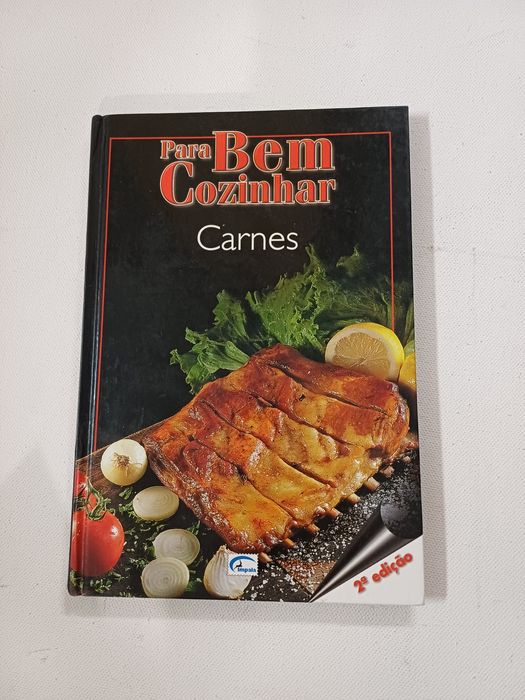 Para Bem
Cozinhar
Carnes
Impala
2ª edição